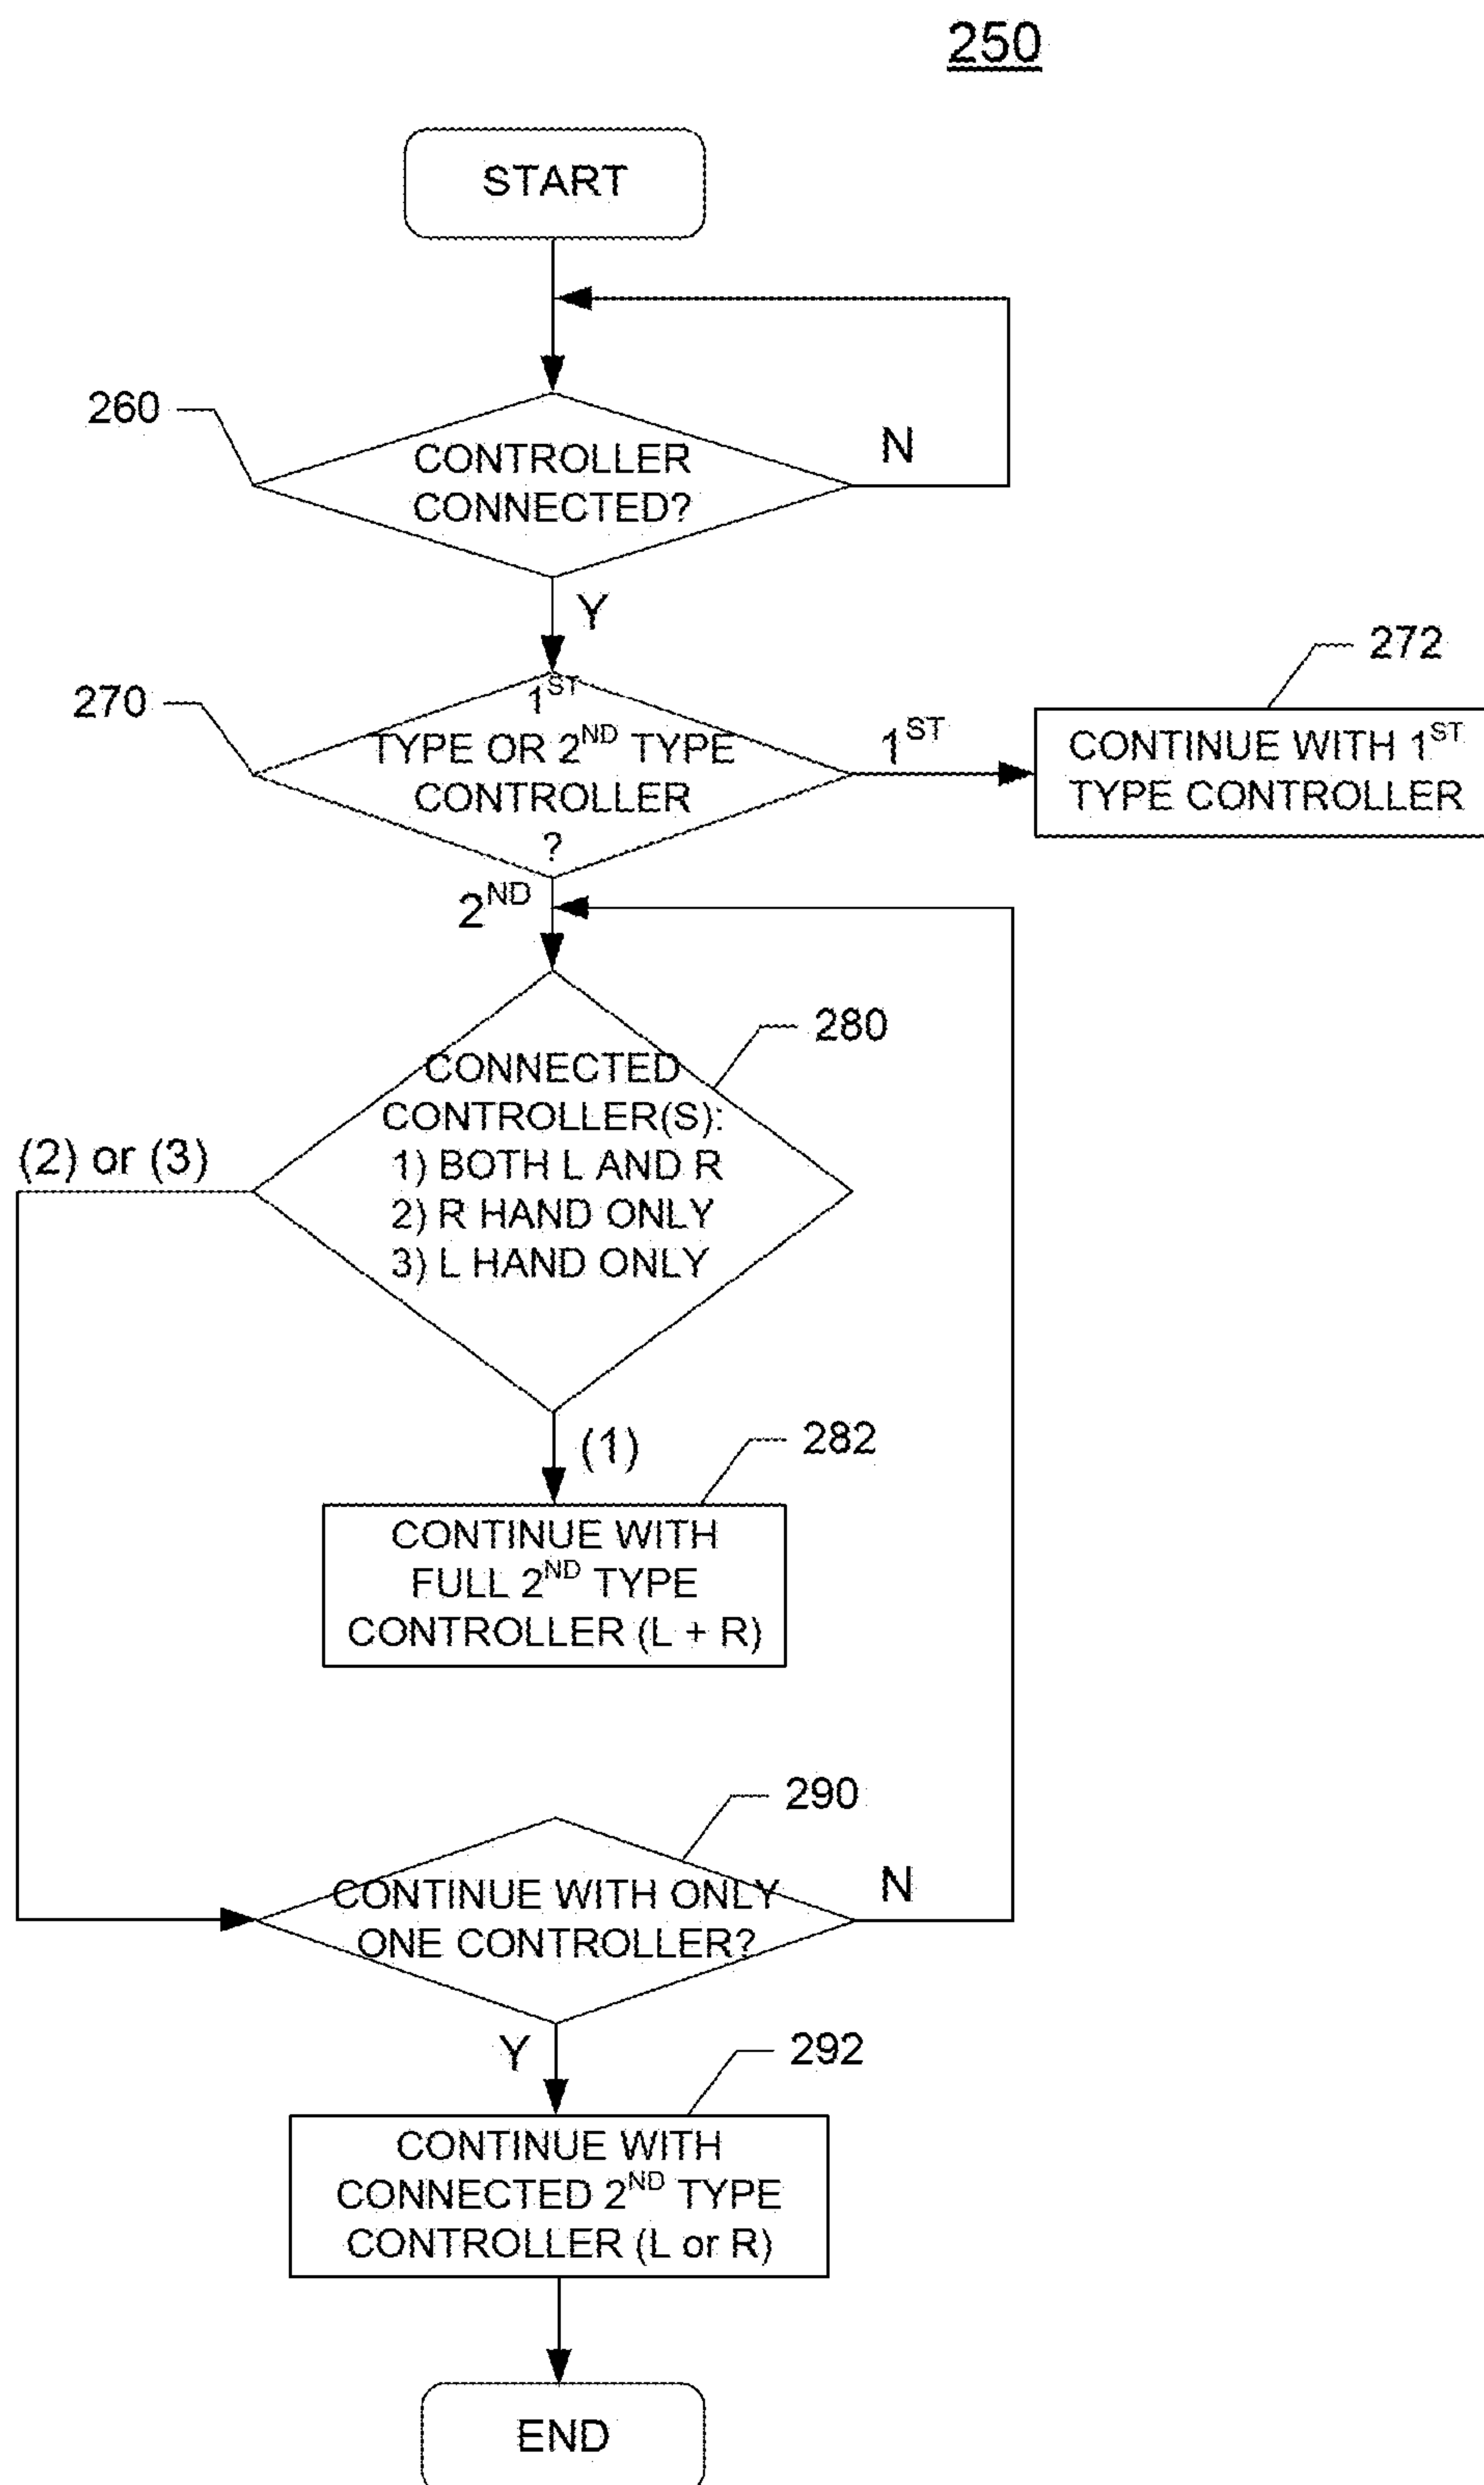 250
START
260
CONTROLLER
CONNECTED?
N
Y
272
270
1ST
TYPE OR 2ND TYPE
CONTROLLER
?
1ST
CONTINUE WITH 1ST
TYPE CONTROLLER
2ND
280
CONNECTED
CONTROLLER(S):
1) BOTH L AND R
2) R HAND ONLY
3) L HAND ONLY
(2) or (3)
(1)
282
CONTINUE WITH
FULL 2ND TYPE
CONTROLLER (L + R)
290
CONTINUE WITH ONLY
ONE CONTROLLER?
N
Y
292
CONTINUE WITH
CONNECTED 2ND TYPE
CONTROLLER (L or R)
END